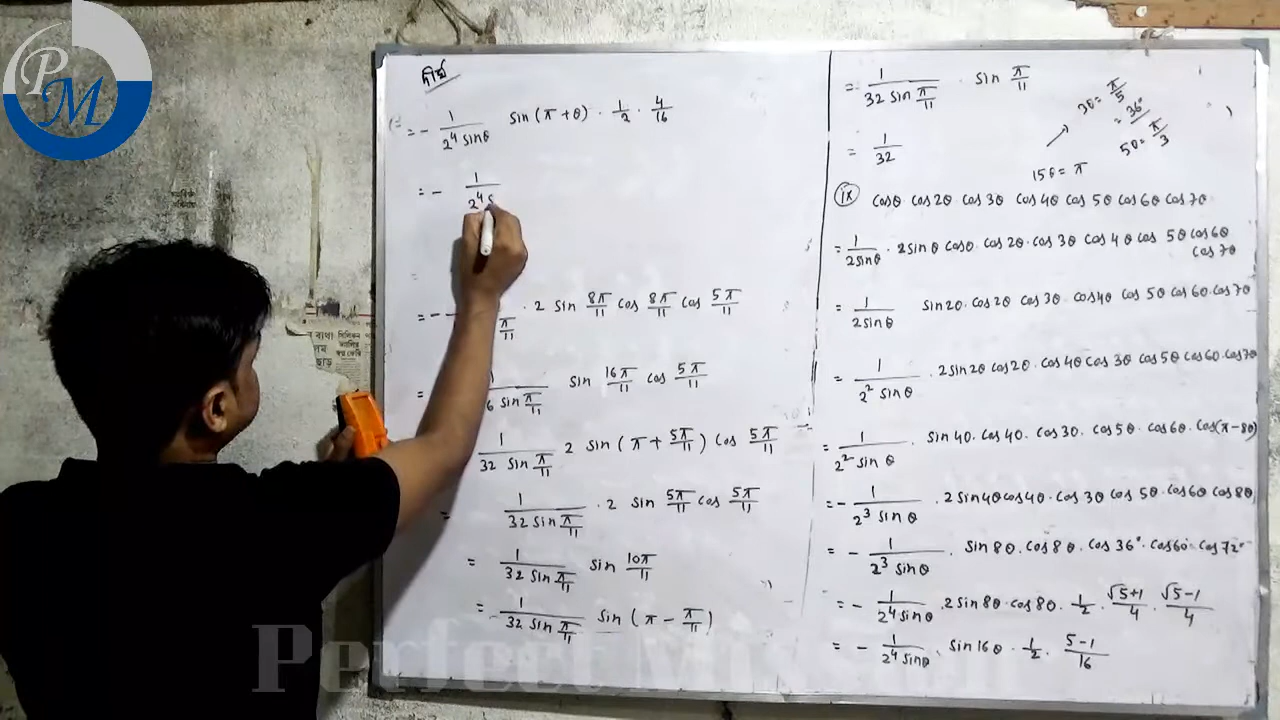 PM
= - 1/(2⁴ sinθ) sin(π+θ) · 1/2 · 4/16
= - 1/(2⁴ s
π/11 · 2 sin 8π/11 cos 8π/11 cos 5π/11
6 sin π/11 sin 16π/11 cos 5π/11
1/(32 sin π/11) 2 sin (π + 5π/11) cos 5π/11
= 1/(32 sin π/11) · 2 sin 5π/11 cos 5π/11
= 1/(32 sin π/11) sin 10π/11
= 1/(32 sin π/11) sin (π - π/11)
= 1/(32 sin π/11) · sin π/11
= 1/32
15θ = π
3θ = π/5
= 36°
5θ = π/3
ix cosθ cos2θ cos3θ cos4θ cos5θ cos6θ cos7θ
= 1/(2sinθ) · 2sinθ cosθ · cos2θ · cos3θ cos4θ cos5θ cos6θ
cos7θ
= 1/(2sinθ) sin2θ · cos2θ cos3θ · cos4θ cos5θ cos6θ · cos7θ
= 1/(2² sinθ) · 2sin2θ cos2θ · cos4θ cos3θ cos5θ cos6θ · cos7θ
= 1/(2² sinθ) · sin4θ · cos4θ · cos3θ · cos5θ · cos6θ · cos(π-8θ)
= - 1/(2³ sinθ) · 2sin4θcos4θ · cos3θ cos5θ · cos6θ cos8θ
= - 1/(2³ sinθ) · sin8θ · cos8θ · cos36° · cos60° · cos72°
= - 1/(2⁴ sinθ) · 2sin8θ · cos8θ · 1/2 · (√5+1)/4 · (√5-1)/4
= - 1/(2⁴ sinθ) · sin16θ · 1/2 · (5-1)/16
Perfect Mi